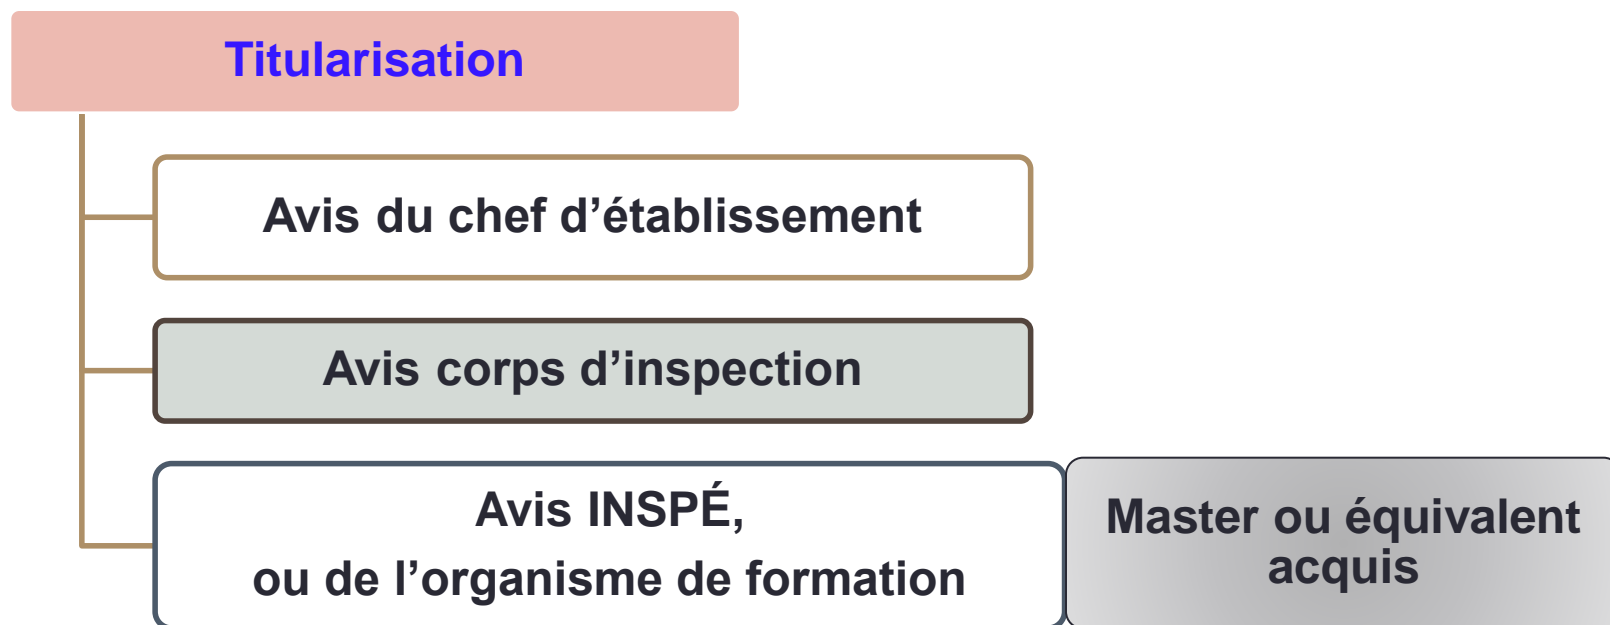 Titularisation
Avis du chef d’établissement
Avis corps d’inspection
Avis INSPÉ,
ou de l’organisme de formation
Master ou équivalent
acquis